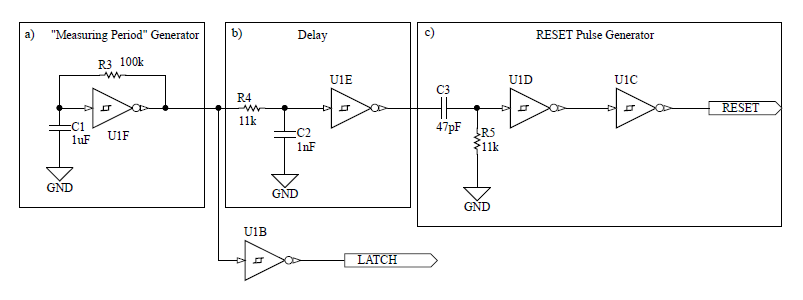 a) "Measuring Period" Generator
R3 100k
C1
1uF
U1F
GND
b) Delay
R4
11k
U1E
C2
1nF
GND
c) RESET Pulse Generator
C3
47pF
R5
11k
GND
U1D
U1C
RESET
U1B
LATCH